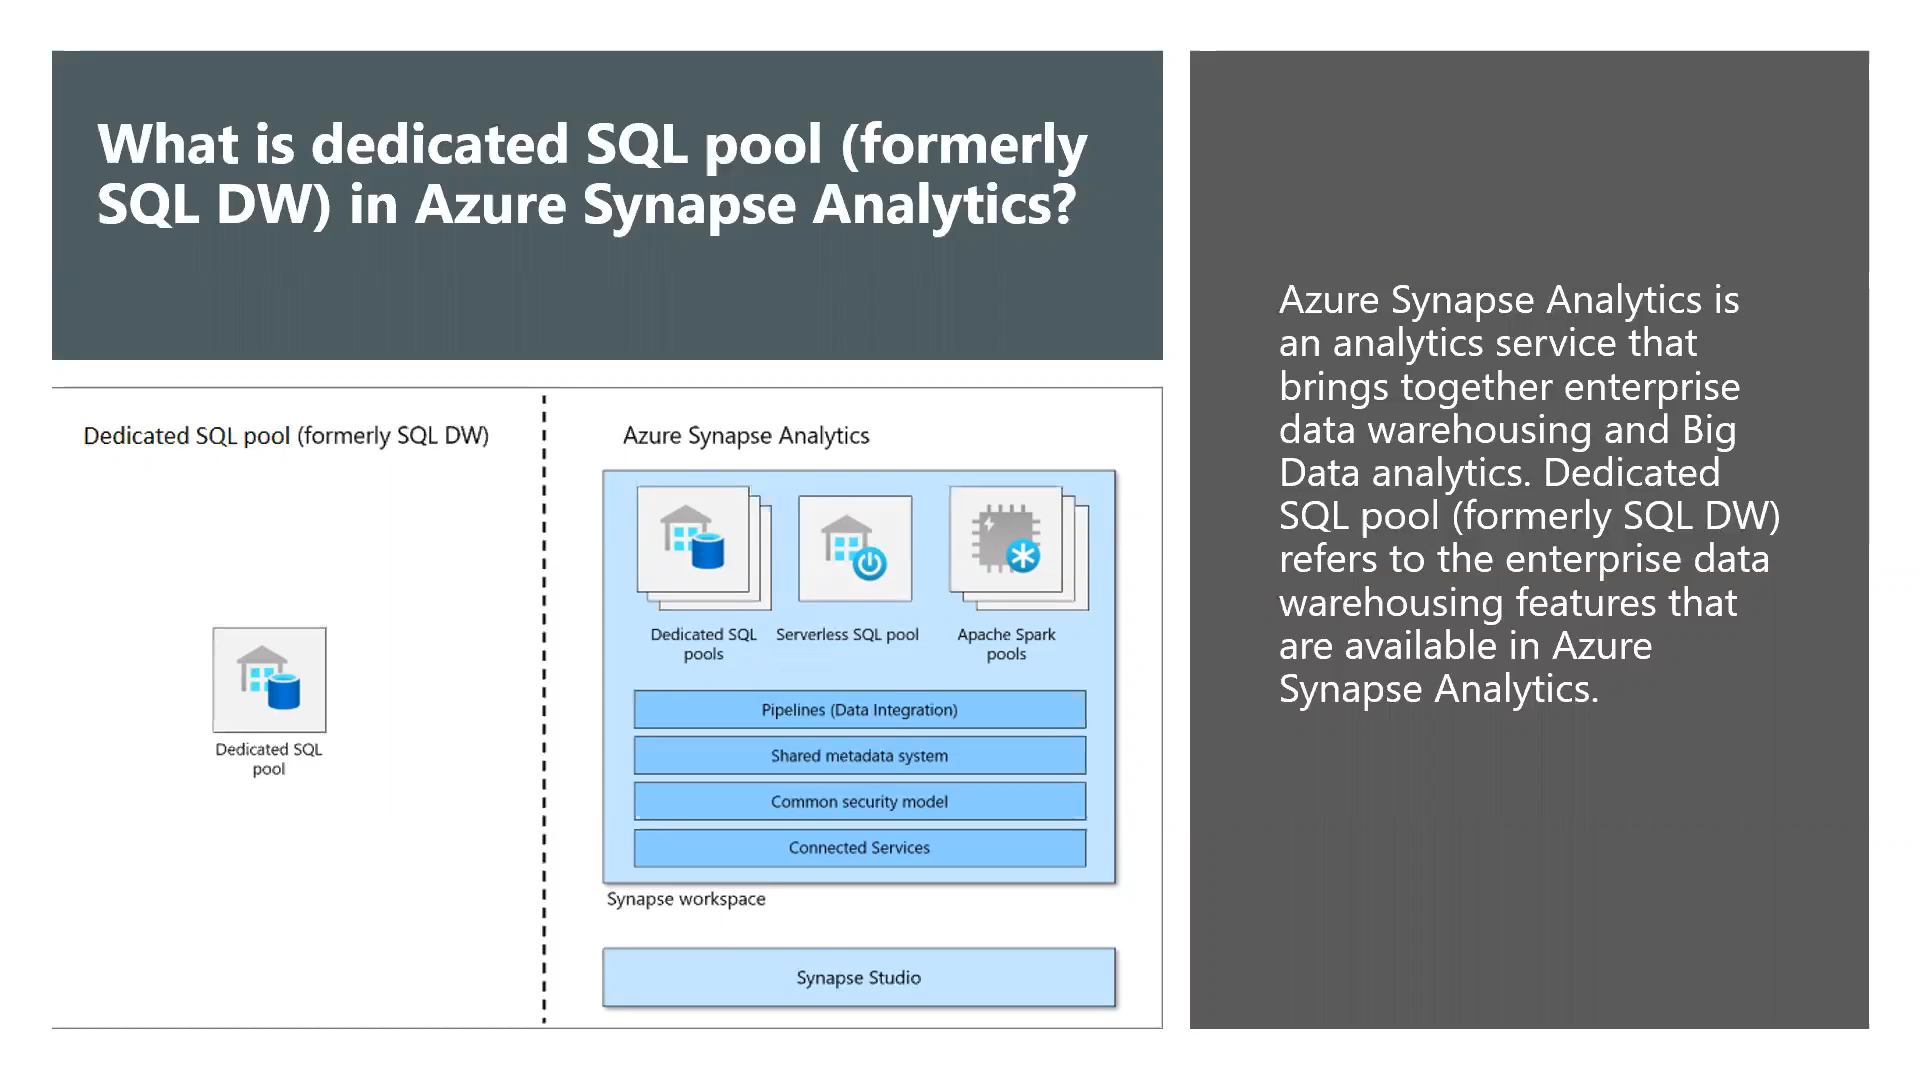 What is dedicated SQL pool (formerly
SQL DW) in Azure Synapse Analytics?
Dedicated SQL pool (formerly SQL DW)
Dedicated SQL
pool
Azure Synapse Analytics
Dedicated SQL
pools
Serverless SQL pool
Apache Spark
pools
Pipelines (Data Integration)
Shared metadata system
Common security model
Connected Services
Synapse workspace
Synapse Studio
Azure Synapse Analytics is
an analytics service that
brings together enterprise
data warehousing and Big
Data analytics. Dedicated
SQL pool (formerly SQL DW)
refers to the enterprise data
warehousing features that
are available in Azure
Synapse Analytics.